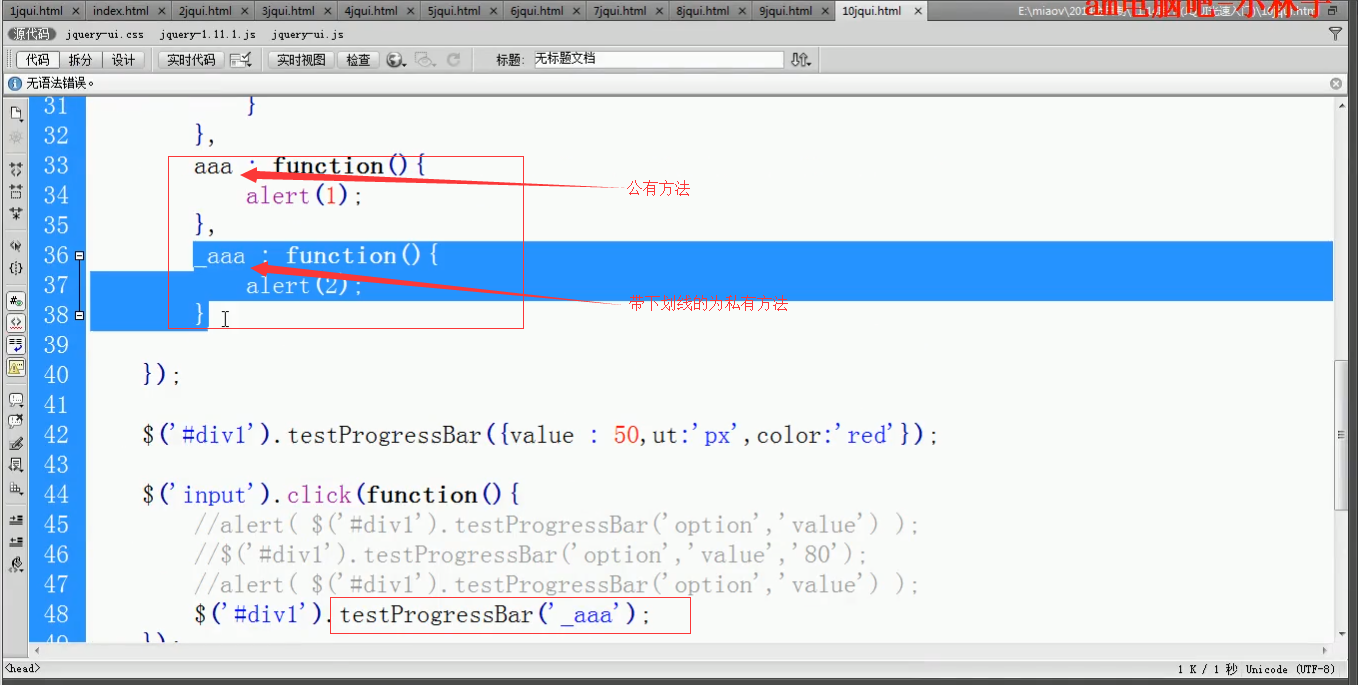 1jqui.html × index.html × 2jqui.html × 3jqui.html × 4jqui.html × 5jqui.html × 6jqui.html × 7jqui.html × 8jqui.html × 9jqui.html × 10jqui.html ×
源代码 jquery-ui.css jquery-1.11.1.js jquery-ui.js
代码 拆分 设计 实时代码 实时视图 检查 标题: 无标题文档
无语法错误。
31 }
32 },
33 aaa : function(){
公有方法
34 alert(1);
35 },
36 _aaa : function(){
37 alert(2);
带下划线的为私有方法
38 }
39
40 });
41
42 $('#div1').testProgressBar({value : 50,ut:'px',color:'red'});
43
44 $('input').click(function(){
45 //alert( $('#div1').testProgressBar('option','value') );
46 //$('#div1').testProgressBar('option','value','80');
47 //alert( $('#div1').testProgressBar('option','value') );
48 $('#div1').testProgressBar('_aaa');
49 });
<head> 1 K / 1 秒 Unicode (UTF-8)